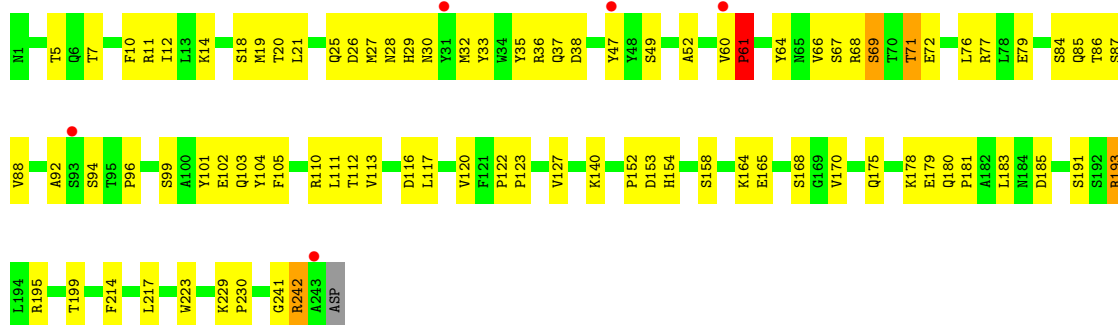 N1 T5 Q6 T7 F10 R11 I12 L13 K14 S18 M19 T20 L21 Q25 D26 M27 N28 H29 N30 Y31 M32 Y33 W34 Y35 R36 Q37 D38 Y47 Y48 S49 A52 V60 P61 Y64 N65 V66 S67 R68 S69 T70 T71 E72 L76 R77 L78 E79 S84 Q85 T86 S87
V88 A92 S93 S94 T95 P96 S99 A100 Y101 E102 Q103 Y104 F105 R110 L111 T112 V113 D116 L117 V120 F121 P122 P123 V127 K140 P152 D153 H154 S158 K164 E165 S168 G169 V170 Q175 K178 E179 Q180 P181 A182 L183 N184 D185 S191 S192 R193
L194 R195 T199 F214 L217 W223 K229 P230 G241 R242 A243 ASP